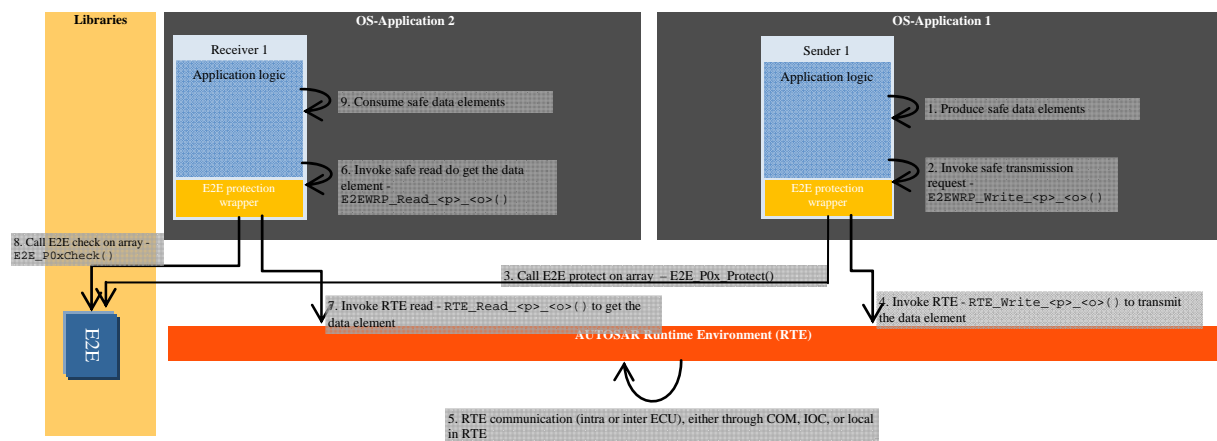 Libraries
OS-Application 2
OS-Application 1
Receiver 1
Application logic
9. Consume safe data elements
6. Invoke safe read do get the data
element -
E2EWRP_Read_<p>_<o>()
E2E protection
wrapper
Sender 1
Application logic
1. Produce safe data elements
2. Invoke safe transmission
request -
E2EWRP_Write_<p>_<o>()
E2E protection
wrapper
8. Call E2E check on array -
E2E_P0xCheck()
3. Call E2E protect on array – E2E_P0x_Protect()
7. Invoke RTE read - RTE_Read_<p>_<o>() to get the
data element
4. Invoke RTE - RTE_Write_<p>_<o>() to transmit
the data element
E2E
AUTOSAR Runtime Environment (RTE)
5. RTE communication (intra or inter ECU), either through COM, IOC, or local
in RTE